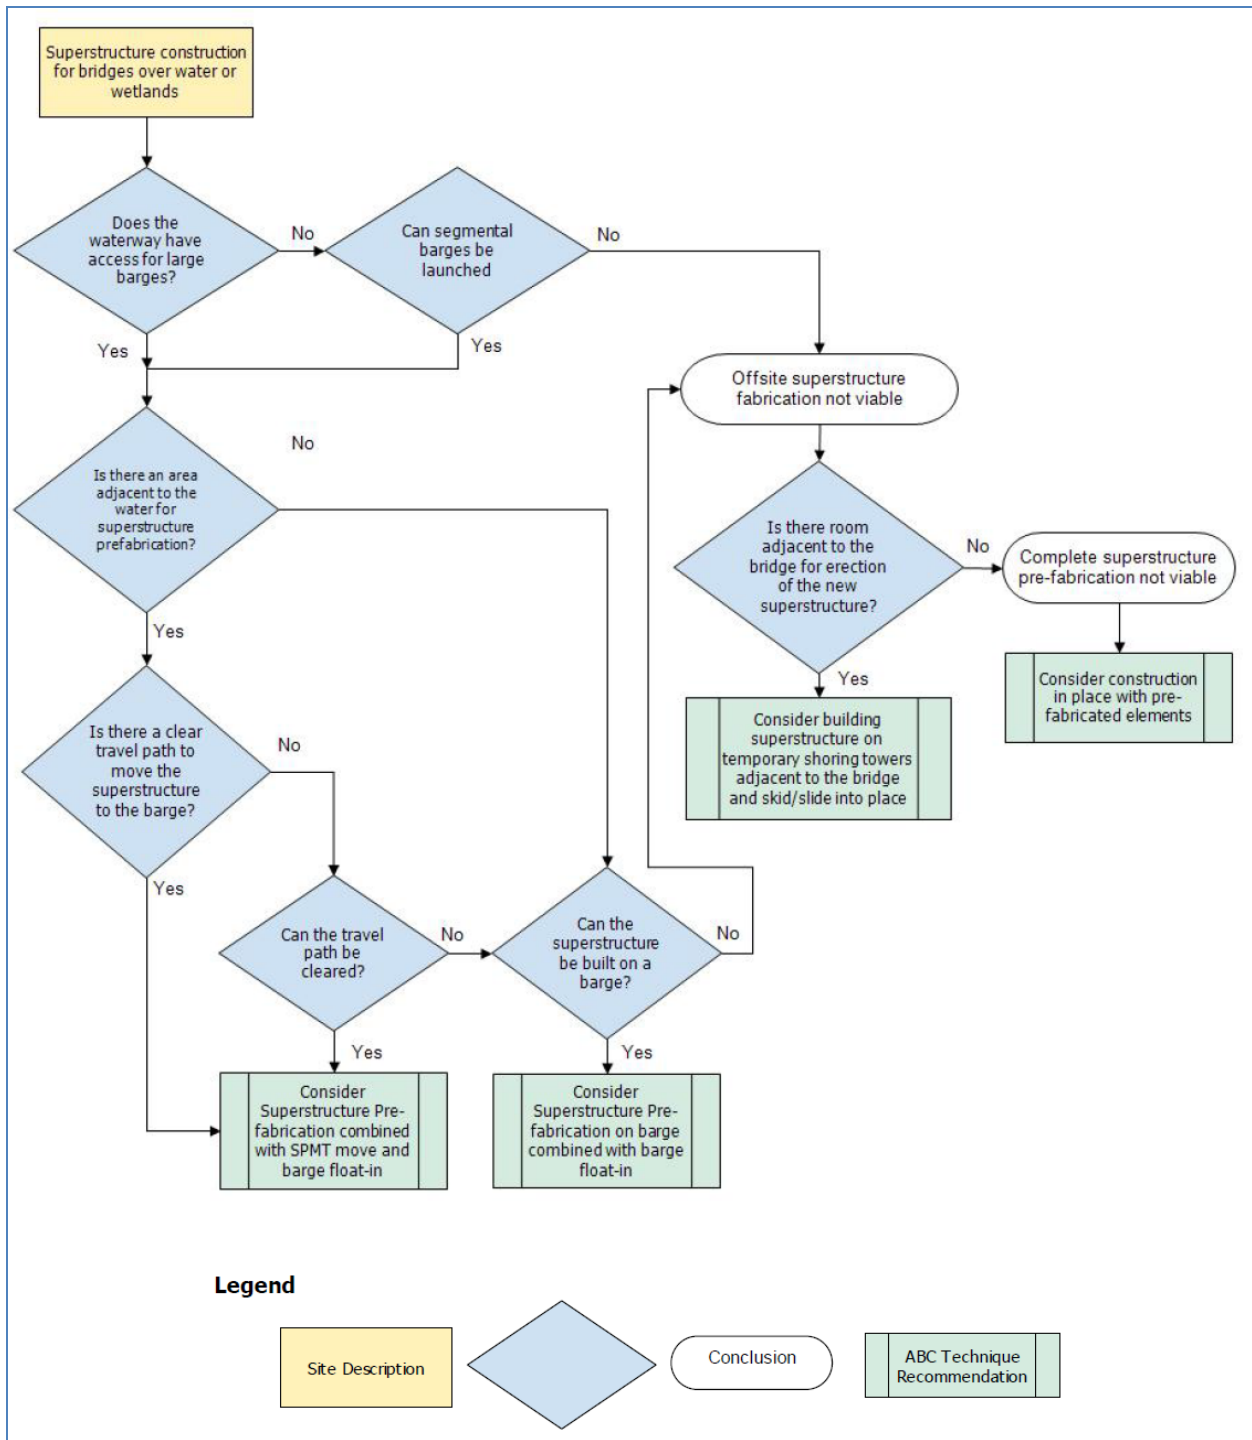 Superstructure construction
for bridges over water or
wetlands
Does the
waterway have
access for large
barges?
No
Can segmental
barges be
launched
No
Yes
Yes
Offsite superstructure
fabrication not viable
No
Is there an area
adjacent to the
water for
superstructure
prefabrication?
Is there room
adjacent to the
bridge for erection
of the new
superstructure?
No
Complete superstructure
pre-fabrication not viable
Yes
Yes
Consider construction
in place with pre-
fabricated elements
Consider building
superstructure on
temporary shoring towers
adjacent to the bridge
and skid/slide into place
Is there a clear
travel path to
move the
superstructure
to the barge?
No
Yes
Can the travel
path be
cleared?
No
Can the
superstructure
be built on a
barge?
No
Yes
Yes
Consider
Superstructure Pre-
fabrication combined
with SPMT move and
barge float-in
Consider
Superstructure Pre-
fabrication on barge
combined with barge
float-in
Legend
Site Description
Conclusion
ABC Technique
Recommendation